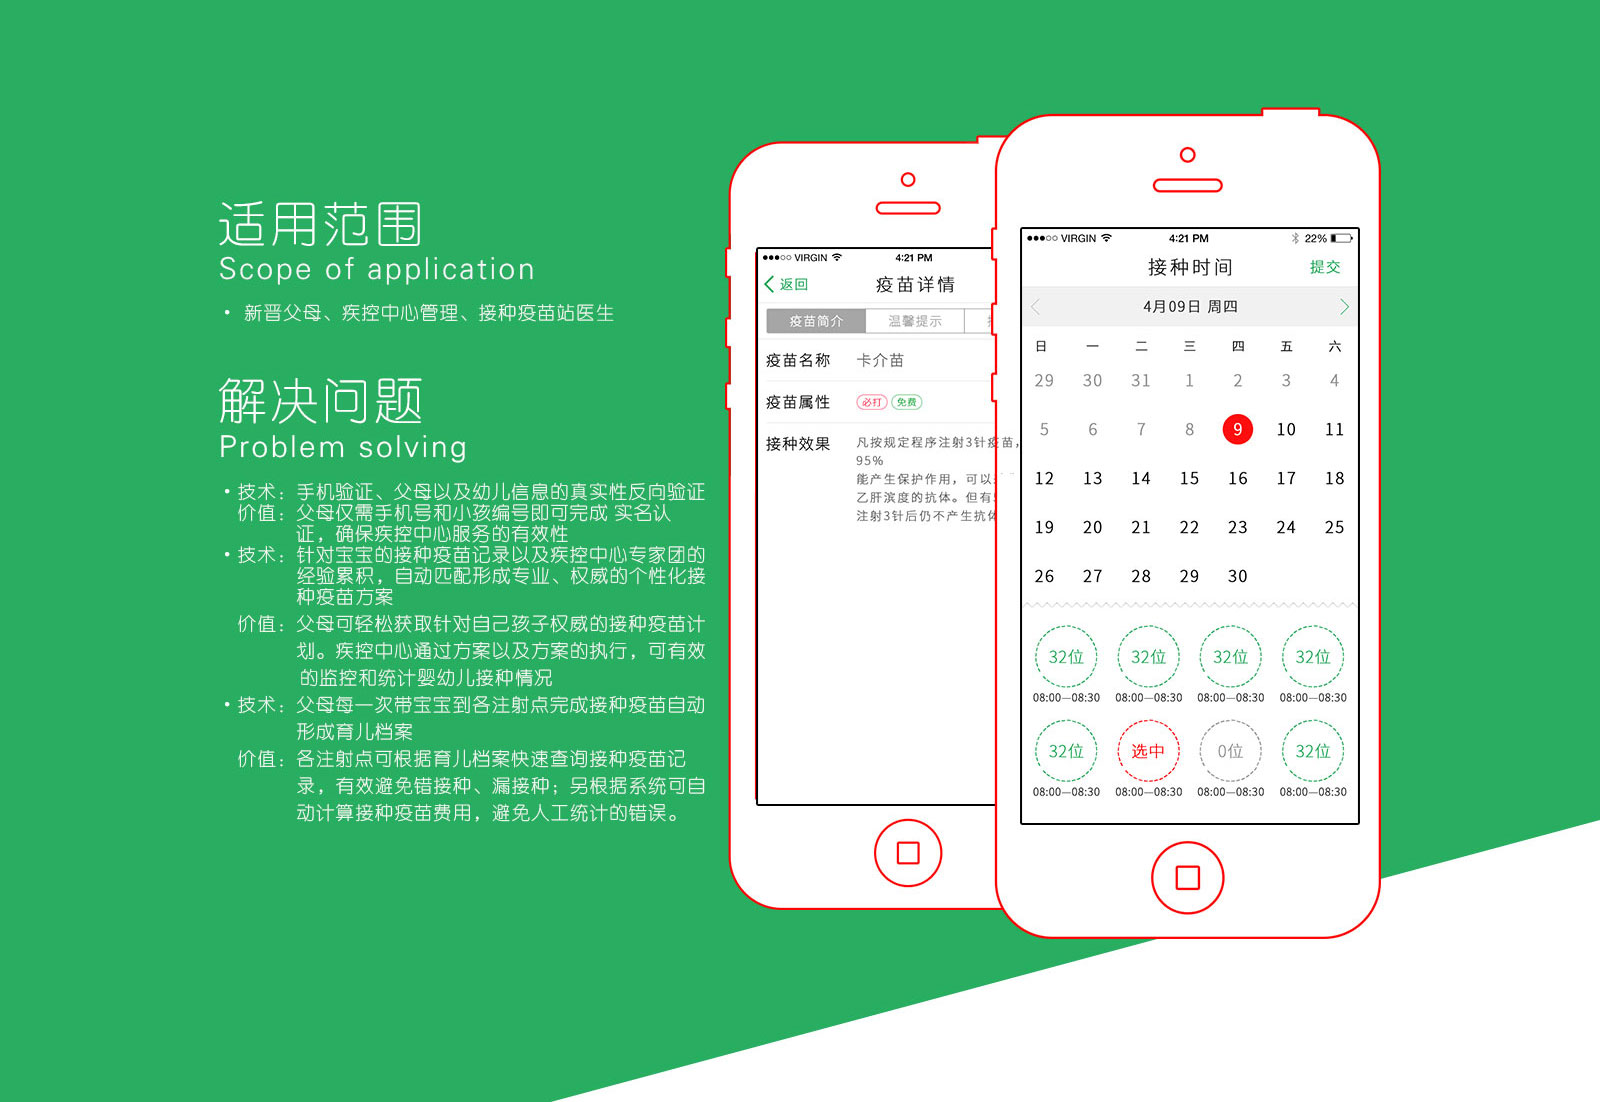 适用范围
Scope of application
• 新晋父母、疾控中心管理、接种疫苗站医生
解决问题
Problem solving
• 技术：手机验证、父母以及幼儿信息的真实性反向验证
价值：父母仅需手机号和小孩编号即可完成 实名认
证，确保疾控中心服务的有效性
• 技术：针对宝宝的接种疫苗记录以及疾控中心专家团的
经验累积，自动匹配形成专业、权威的个性化接
种疫苗方案
价值：父母可轻松获取针对自己孩子权威的接种疫苗计
划。疾控中心通过方案以及方案的执行，可有效
的监控和统计婴幼儿接种情况
• 技术：父母每一次带宝宝到各注射点完成接种疫苗自动
形成育儿档案
价值：各注射点可根据育儿档案快速查询接种疫苗记
录，有效避免错接种、漏接种；另根据系统可自
动计算接种疫苗费用，避免人工统计的错误。
VIRGIN 4:21 PM
返回 疫苗详情
疫苗简介 温馨提示
疫苗名称 卡介苗
疫苗属性 必打 免费
接种效果 凡按规定程序注射3针疫苗，
95%
能产生保护作用，可以
乙肝滨度的抗体。但有
注射3针后仍不产生抗体
VIRGIN 4:21 PM 22%
接种时间 提交
4月09日 周四
日 一 二 三 四 五 六
29 30 31 1 2 3 4
5 6 7 8 9 10 11
12 13 14 15 16 17 18
19 20 21 22 23 24 25
26 27 28 29 30
32位 32位 32位 32位
08:00—08:30 08:00—08:30 08:00—08:30 08:00—08:30
32位 选中 0位 32位
08:00—08:30 08:00—08:30 08:00—08:30 08:00—08:30